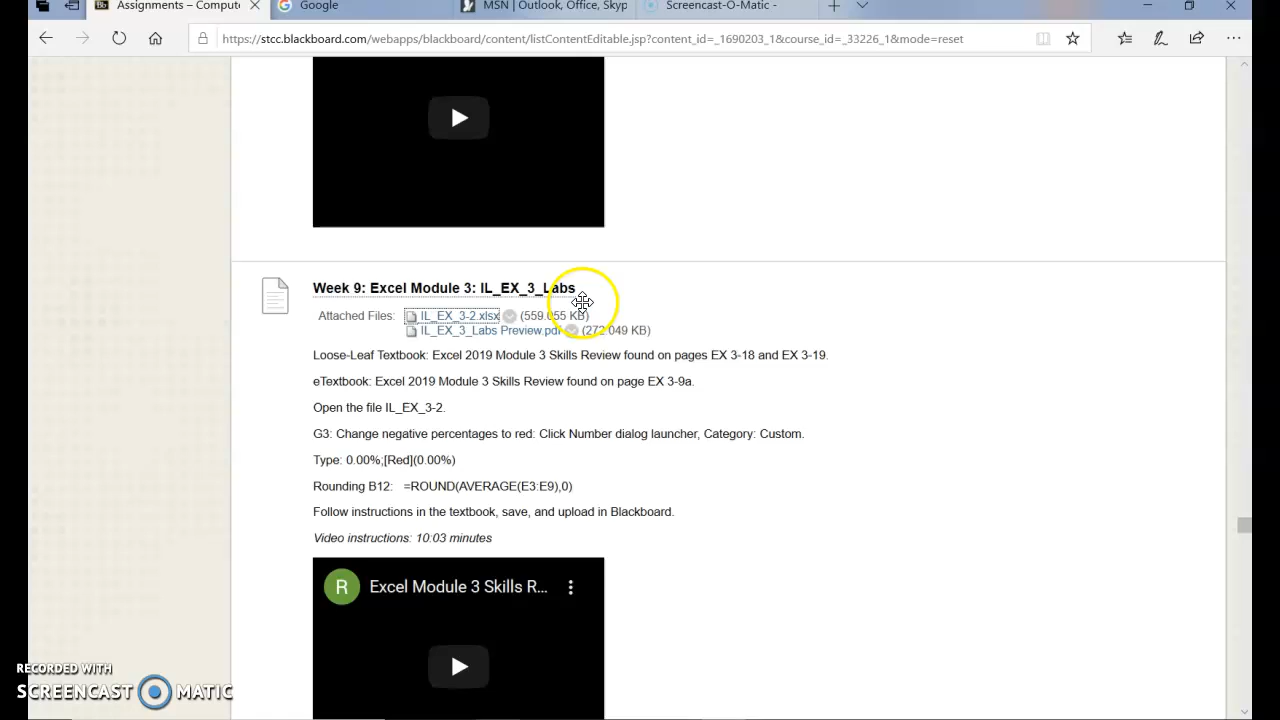 Assignments – Compute
Google
MSN | Outlook, Office, Skyp
Screencast-O-Matic -
https://stcc.blackboard.com/webapps/blackboard/content/listContentEditable.jsp?content_id=_1690203_1&course_id=_33226_1&mode=reset
Week 9: Excel Module 3: IL_EX_3_Labs
Attached Files: IL_EX_3-2.xlsx (559.055 KB)
IL_EX_3_Labs Preview.pdf (272.049 KB)
Loose-Leaf Textbook: Excel 2019 Module 3 Skills Review found on pages EX 3-18 and EX 3-19.
eTextbook: Excel 2019 Module 3 Skills Review found on page EX 3-9a.
Open the file IL_EX_3-2.
G3: Change negative percentages to red: Click Number dialog launcher, Category: Custom.
Type: 0.00%;[Red](0.00%)
Rounding B12: =ROUND(AVERAGE(E3:E9),0)
Follow instructions in the textbook, save, and upload in Blackboard.
Video instructions: 10:03 minutes
R Excel Module 3 Skills R...
RECORDED WITH
SCREENCAST MATIC